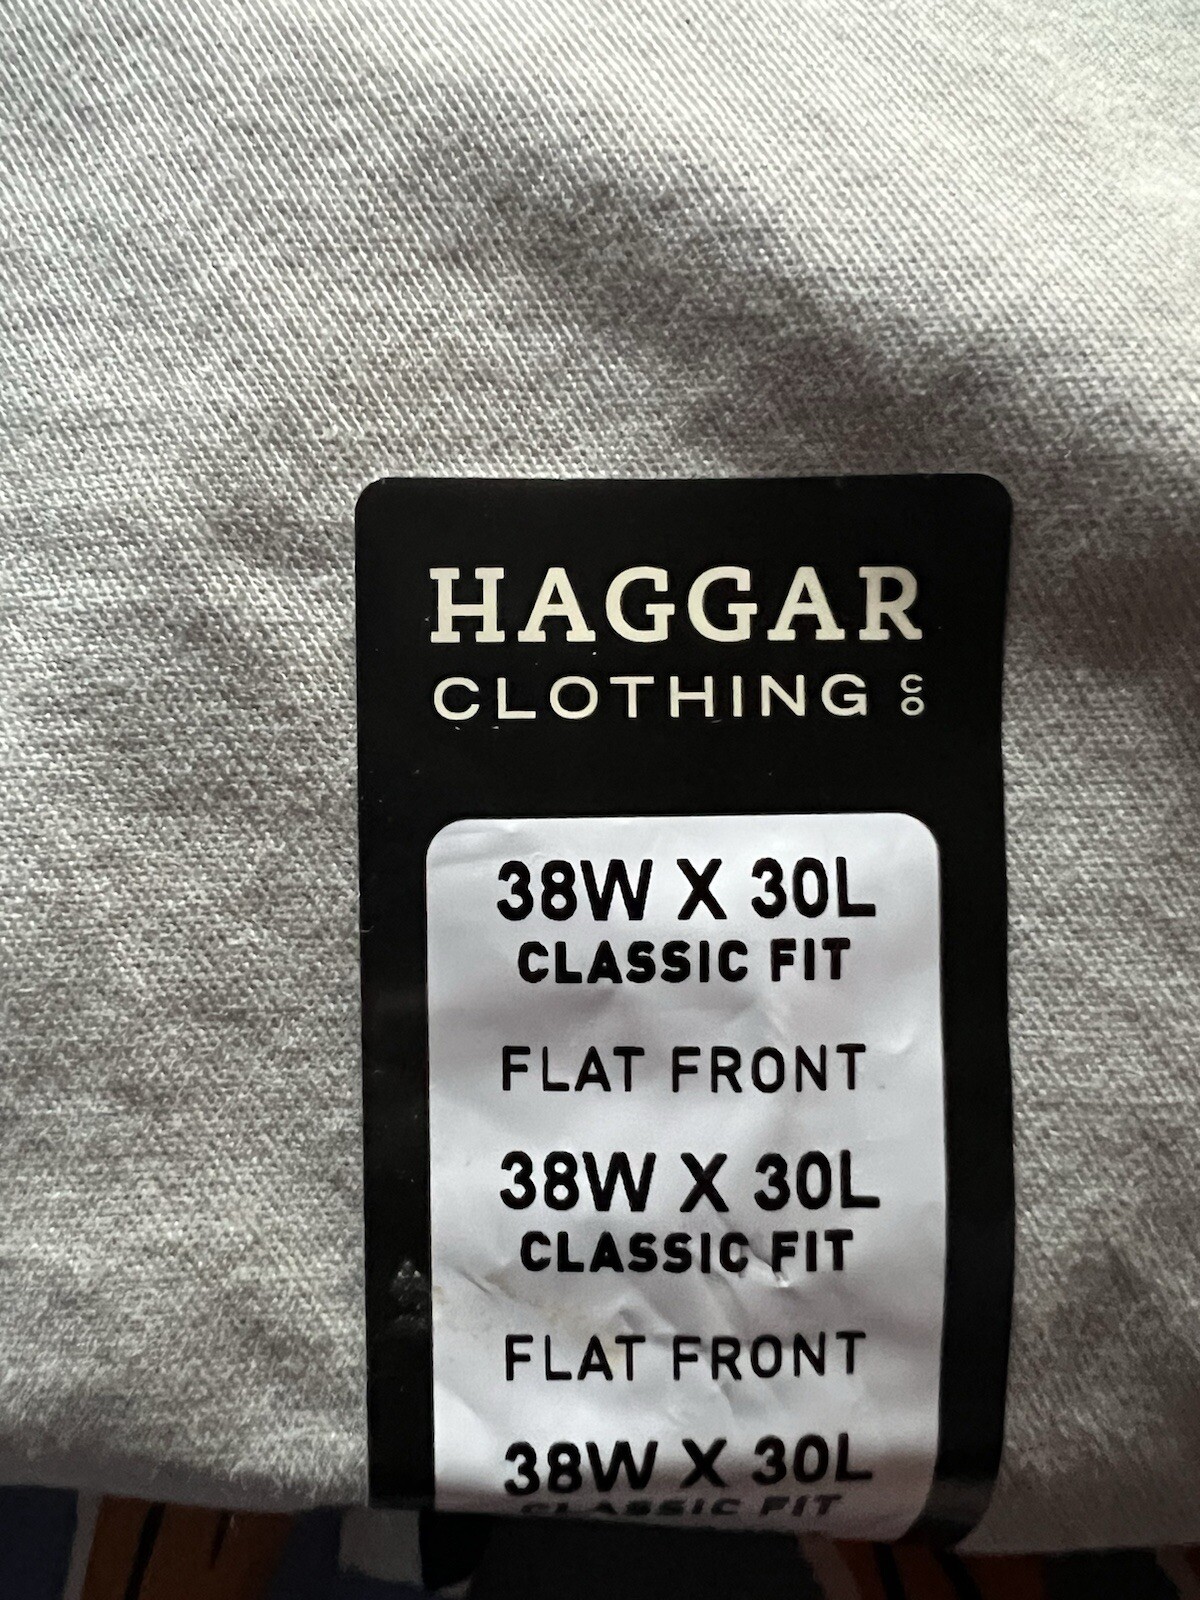 HAGGAR
CLOTHING CO
38W X 30L
CLASSIC FIT
FLAT FRONT
38W X 30L
CLASSIC FIT
FLAT FRONT
38W X 30L
CLASSIC FIT